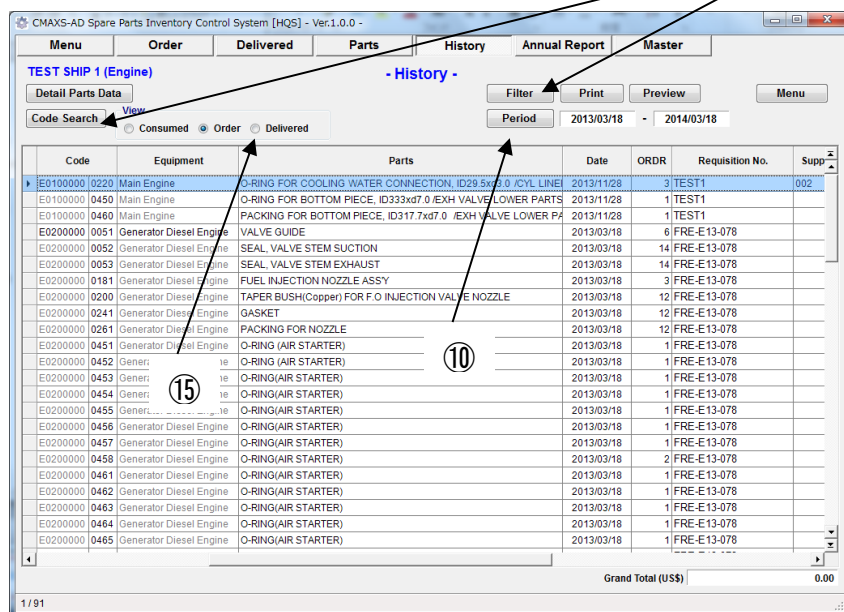 CMAXS-AD Spare Parts Inventory Control System [HQS] - Ver.1.0.0 -
Menu Order Delivered Parts History Annual Report Master
TEST SHIP 1 (Engine) - History -
Detail Parts Data Filter Print Preview Menu
Code Search View Consumed Order Delivered Period 2013/03/18 - 2014/03/18
Code Equipment Parts Date ORDR Requisition No. Supp
E0100000 0220 Main Engine O-RING FOR COOLING WATER CONNECTION, ID29.5xd3.0 /CYL LINE 2013/11/28 3 TEST1 002
E0100000 0450 Main Engine O-RING FOR BOTTOM PIECE, ID333xd7.0 /EXH VALVE LOWER PARTS 2013/11/28 1 TEST1
E0100000 0460 Main Engine PACKING FOR BOTTOM PIECE, ID317.7xd7.0 /EXH VALVE LOWER PA 2013/11/28 1 TEST1
E0200000 0051 Generator Diesel Engine VALVE GUIDE 2013/03/18 6 FRE-E13-078
E0200000 0052 Generator Diesel Engine SEAL, VALVE STEM SUCTION 2013/03/18 14 FRE-E13-078
E0200000 0053 Generator Diesel Engine SEAL, VALVE STEM EXHAUST 2013/03/18 14 FRE-E13-078
E0200000 0181 Generator Diesel Engine FUEL INJECTION NOZZLE ASS'Y 2013/03/18 3 FRE-E13-078
E0200000 0200 Generator Diesel Engine TAPER BUSH(Copper) FOR F.O INJECTION VALVE NOZZLE 2013/03/18 12 FRE-E13-078
E0200000 0241 Generator Diesel Engine GASKET 2013/03/18 12 FRE-E13-078
E0200000 0261 Generator Diesel Engine PACKING FOR NOZZLE 2013/03/18 12 FRE-E13-078
E0200000 0451 Generator Diesel Engine O-RING (AIR STARTER) 2013/03/18 1 FRE-E13-078
E0200000 0452 Genera ne O-RING (AIR STARTER) 2013/03/18 1 FRE-E13-078
E0200000 0453 Genera ne O-RING(AIR STARTER) 2013/03/18 1 FRE-E13-078
E0200000 0454 Genera ne O-RING(AIR STARTER) 2013/03/18 1 FRE-E13-078
E0200000 0455 O-RING(AIR STARTER) 2013/03/18 1 FRE-E13-078
E0200000 0456 Generator Diesel Engine O-RING(AIR STARTER) 2013/03/18 1 FRE-E13-078
E0200000 0457 Generator Diesel Engine O-RING(AIR STARTER) 2013/03/18 1 FRE-E13-078
E0200000 0458 Generator Diesel Engine O-RING(AIR STARTER) 2013/03/18 2 FRE-E13-078
E0200000 0461 Generator Diesel Engine O-RING(AIR STARTER) 2013/03/18 1 FRE-E13-078
E0200000 0462 Generator Diesel Engine O-RING(AIR STARTER) 2013/03/18 1 FRE-E13-078
E0200000 0463 Generator Diesel Engine O-RING(AIR STARTER) 2013/03/18 1 FRE-E13-078
E0200000 0464 Generator Diesel Engine O-RING(AIR STARTER) 2013/03/18 1 FRE-E13-078
E0200000 0465 Generator Diesel Engine O-RING(AIR STARTER) 2013/03/18 1 FRE-E13-078
⑩
⑮
Grand Total (US$) 0.00
1 / 91